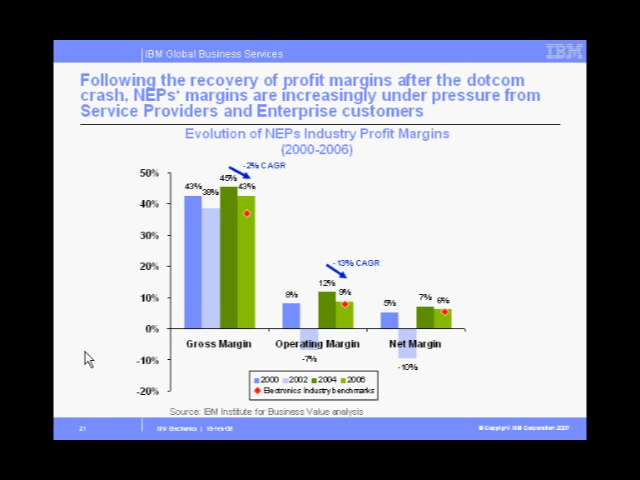 IBM Global Business Services
IBM
Following the recovery of profit margins after the dotcom
crash, NEPs' margins are increasingly under pressure from
Service Providers and Enterprise customers
Evolution of NEPs Industry Profit Margins
(2000-2006)
-2% CAGR
50%
43% 38% 45% 43%
40%
30%
-13% CAGR
20%
12%
10%
8% 9% 5% 7% 6%
0%
Gross Margin Operating Margin Net Margin
-7%
-10%
-10%
-20%
2000 2002 2004 2006
Electronics Industry benchmarks
Source: IBM Institute for Business Value analysis
21
IBM Electronics
© Copyright IBM Corporation